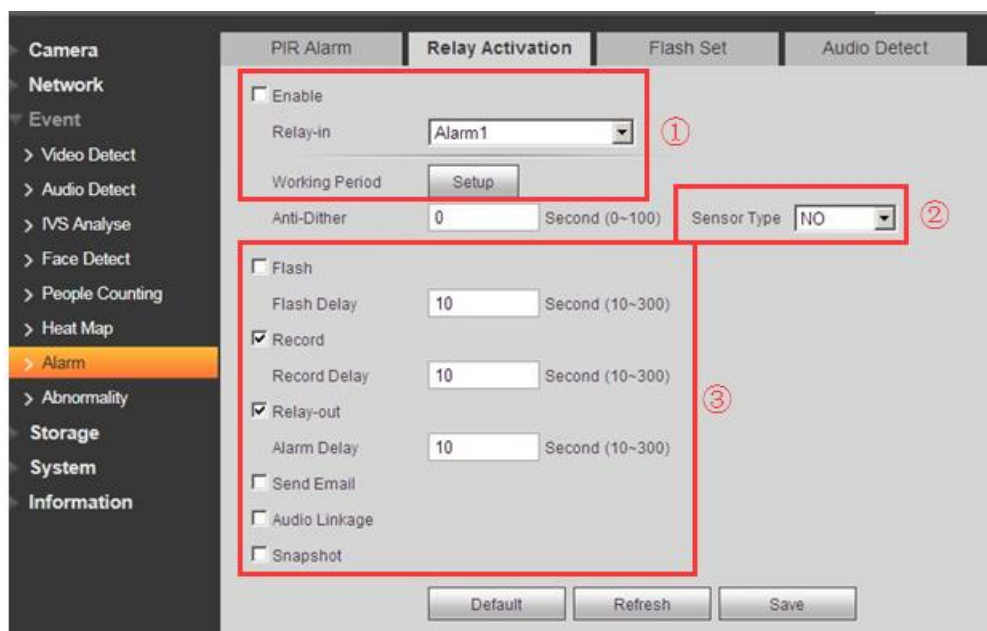 Camera
Network
Event
> Video Detect
> Audio Detect
> IVS Analyse
> Face Detect
> People Counting
> Heat Map
> Alarm
> Abnormality
Storage
System
Information
PIR Alarm Relay Activation Flash Set Audio Detect
Enable
Relay-in Alarm1
①
Working Period Setup
Anti-Dither 0 Second (0~100) Sensor Type NO
②
Flash
Flash Delay 10 Second (10~300)
Record
Record Delay 10 Second (10~300)
③
Relay-out
Alarm Delay 10 Second (10~300)
Send Email
Audio Linkage
Snapshot
Default Refresh Save